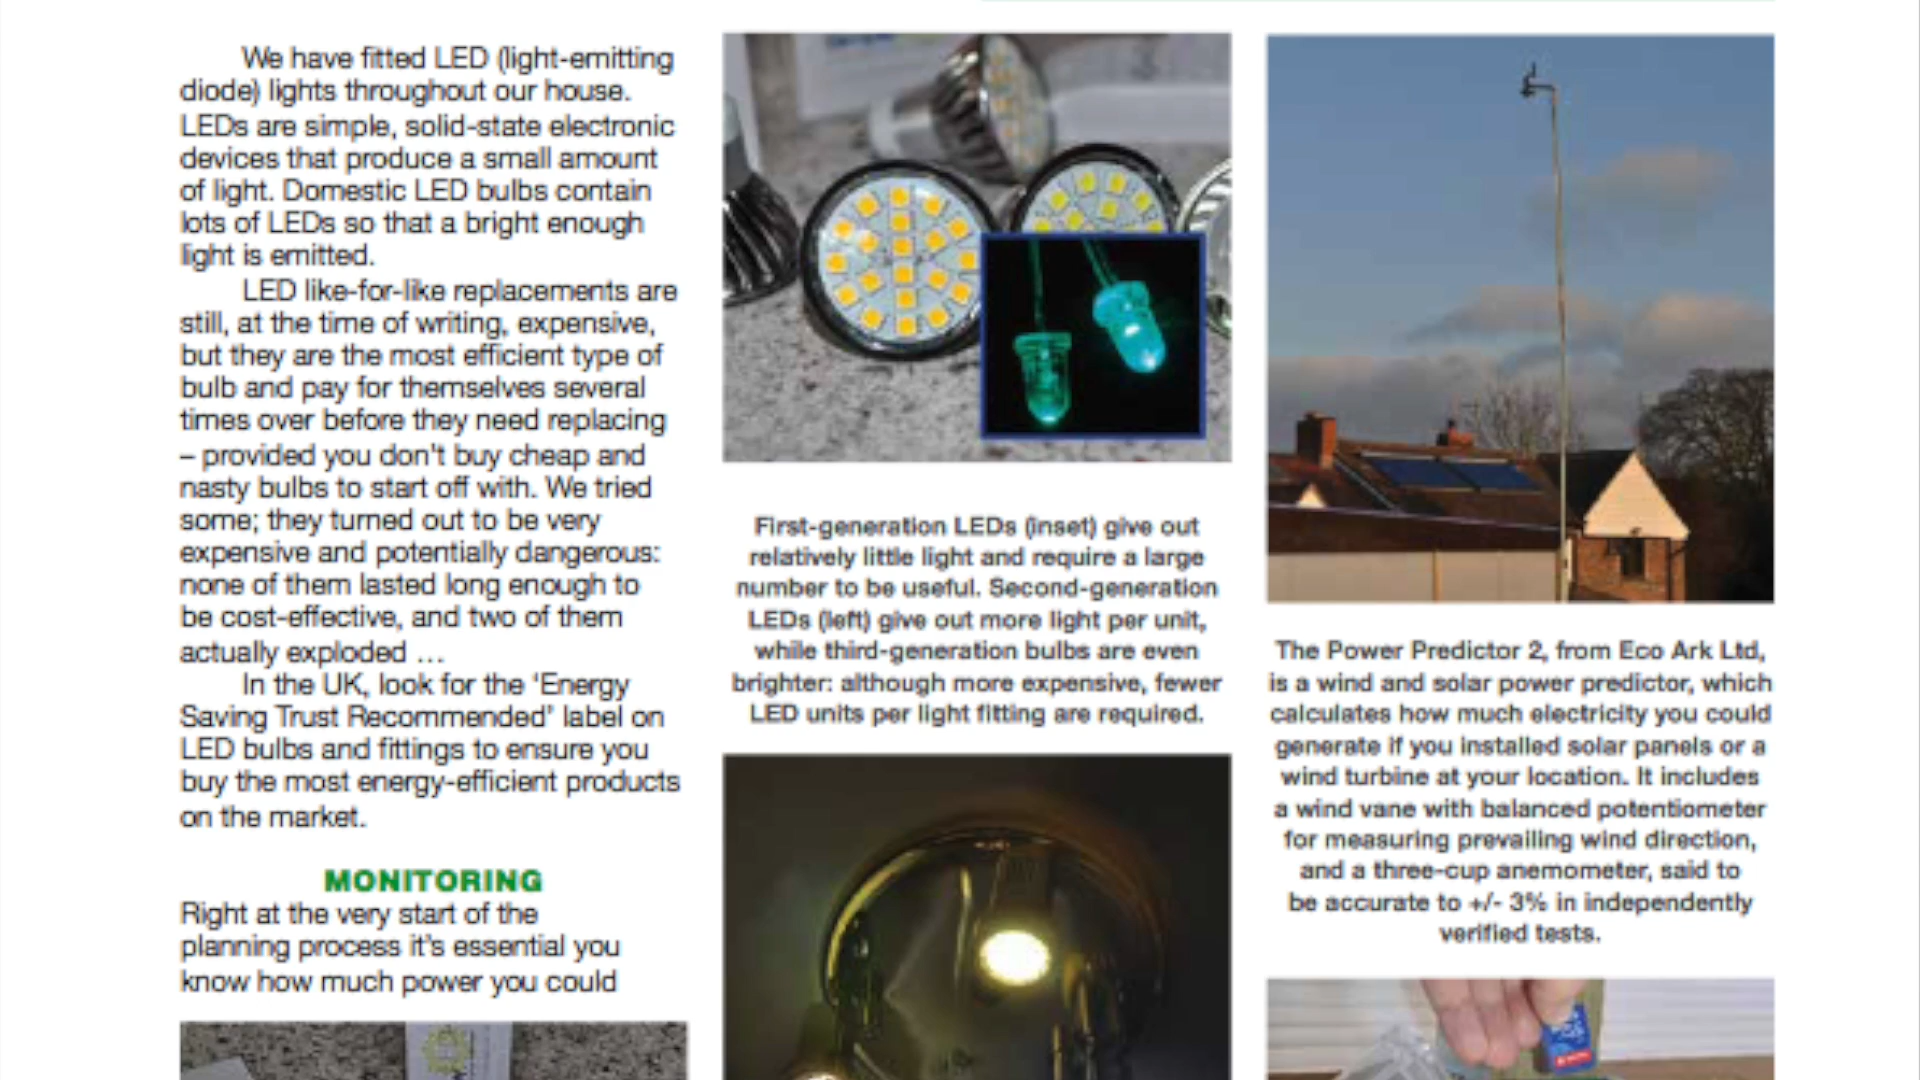 We have fitted LED (light-emitting
diode) lights throughout our house.
LEDs are simple, solid-state electronic
devices that produce a small amount
of light. Domestic LED bulbs contain
lots of LEDs so that a bright enough
light is emitted.
LED like-for-like replacements are
still, at the time of writing, expensive,
but they are the most efficient type of
bulb and pay for themselves several
times over before they need replacing
– provided you don't buy cheap and
nasty bulbs to start off with. We tried
some; they turned out to be very
expensive and potentially dangerous:
none of them lasted long enough to
be cost-effective, and two of them
actually exploded …
In the UK, look for the 'Energy
Saving Trust Recommended' label on
LED bulbs and fittings to ensure you
buy the most energy-efficient products
on the market.
MONITORING
Right at the very start of the
planning process it's essential you
know how much power you could
First-generation LEDs (inset) give out
relatively little light and require a large
number to be useful. Second-generation
LEDs (left) give out more light per unit,
while third-generation bulbs are even
brighter: although more expensive, fewer
LED units per light fitting are required.
The Power Predictor 2, from Eco Ark Ltd,
is a wind and solar power predictor, which
calculates how much electricity you could
generate if you installed solar panels or a
wind turbine at your location. It includes
a wind vane with balanced potentiometer
for measuring prevailing wind direction,
and a three-cup anemometer, said to
be accurate to +/- 3% in independently
verified tests.